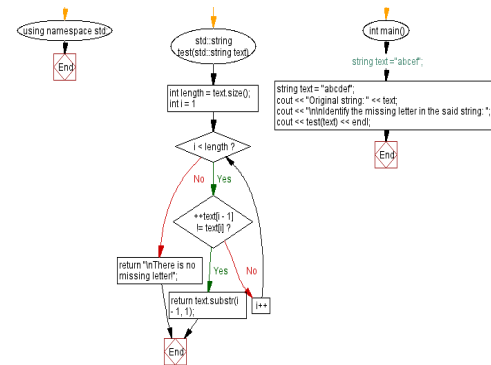 using namespace std;
End
std::string
test(std::string text)
int length = text.size();
int i = 1
i < length ?
No
Yes
++text[i - 1]
!= text[i] ?
Yes
No
return "\nThere is no
missing letter!";
return text.substr(i
- 1, 1);
i++
End
int main()
string text ="abcef";
string text = "abcdef";
cout << "Original string: " << text;
cout << "\n\nIdentify the missing letter in the said string: ";
cout << test(text) << endl;
End